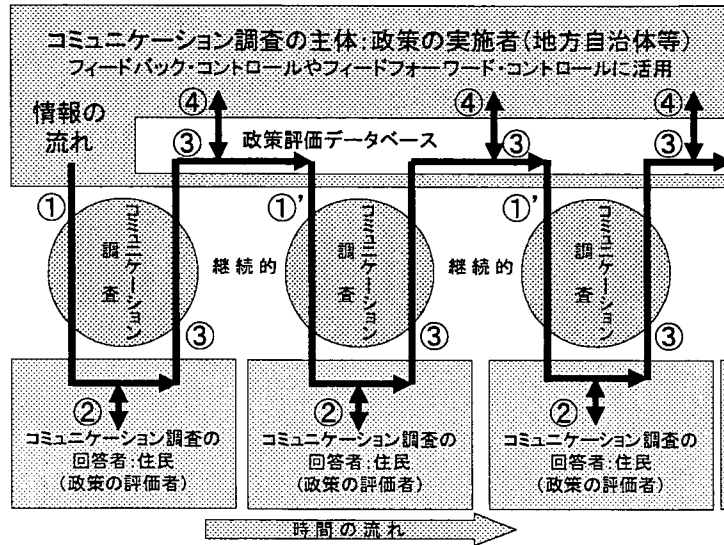 コミュニケーション調査の主体:政策の実施者(地方自治体等)
フィードバック・コントロールやフィードフォワード・コントロールに活用
情報の
流れ
④
④
④
③
政策評価データベース
③
③
①
①'
①'
コミュニケーション
調査
継続的
コミュニケーション
調査
継続的
コミュニケーション
調査
③
③
③
②
②
②
コミュニケーション調査の
回答者:住民
(政策の評価者)
コミュニケーション調査の
回答者:住民
(政策の評価者)
コミュニケーション調査の
回答者:住民
(政策の評価者)
時間の流れ